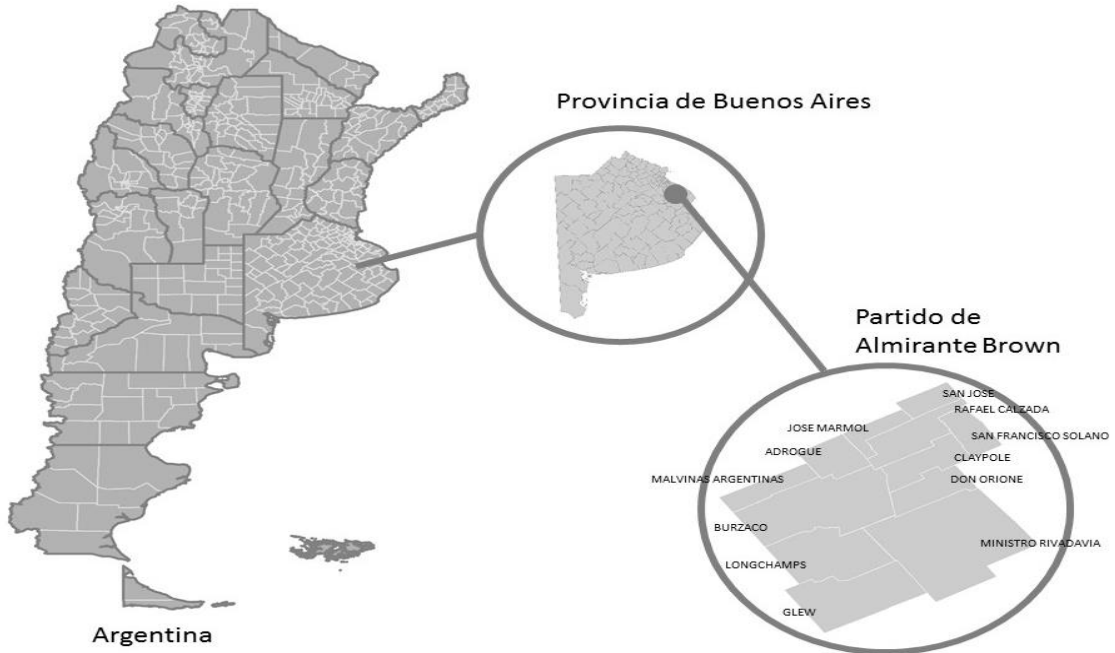 Provincia de Buenos Aires
Partido de
Almirante Brown
SAN JOSE
RAFAEL CALZADA
JOSE MARMOL
SAN FRANCISCO SOLANO
ADROGUE
CLAYPOLE
MALVINAS ARGENTINAS
DON ORIONE
BURZACO
MINISTRO RIVADAVIA
LONGCHAMPS
GLEW
Argentina